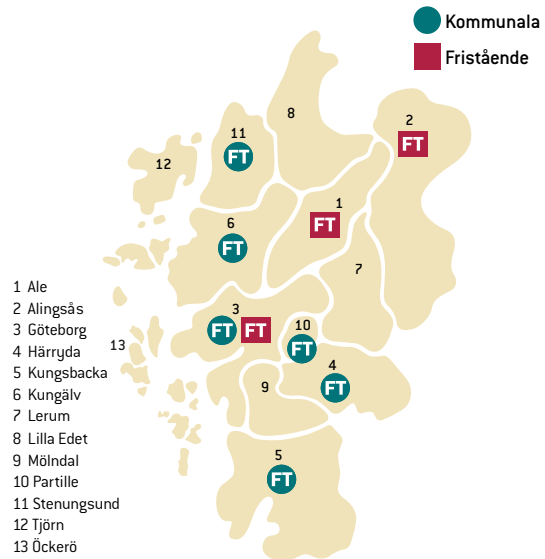 Kommunala
Fristående
8
2
FT
11
FT
12
1
FT
6
FT
7
3
FT FT
10
FT
13
4
FT
9
5
FT
1 Ale
2 Alingsås
3 Göteborg
4 Härryda
5 Kungsbacka
6 Kungälv
7 Lerum
8 Lilla Edet
9 Mölndal
10 Partille
11 Stenungsund
12 Tjörn
13 Öckerö